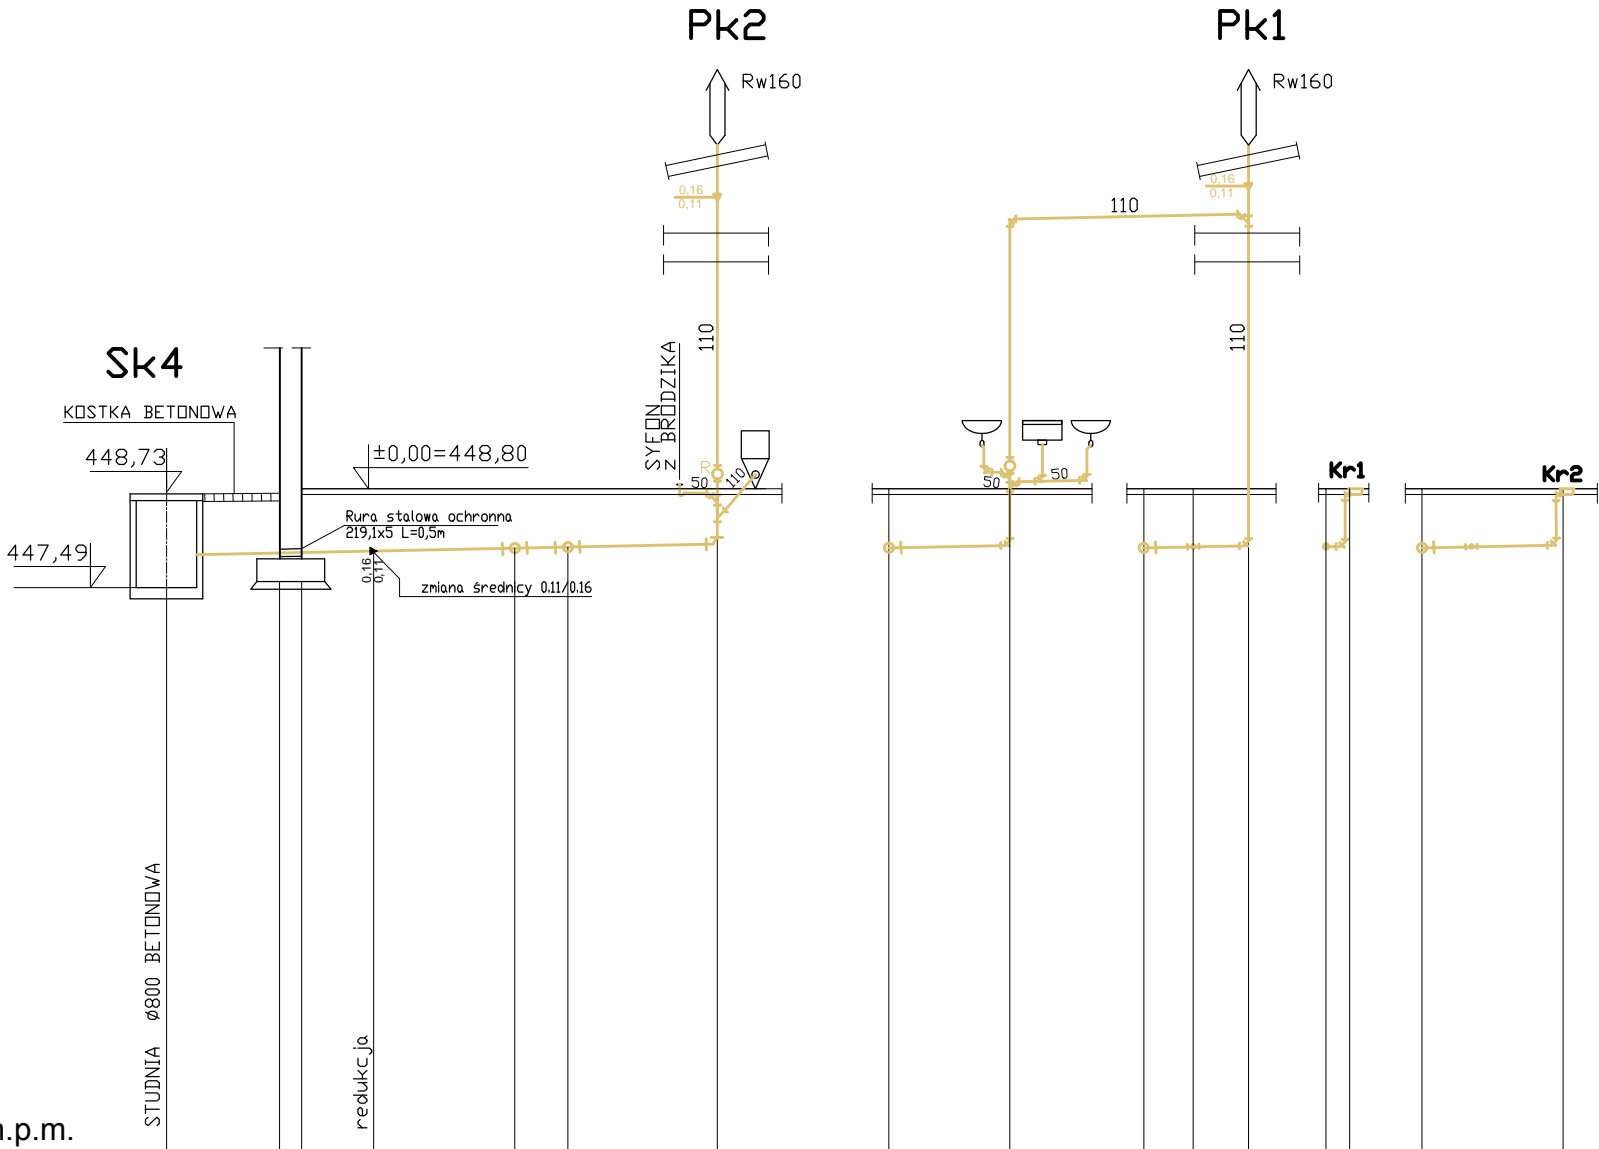 Pk2
Pk1
Rw160
Rw160
0,16
0,11
0,16
0,11
110
110
110
Sk4
KOSTKA BETONOWA
448,73
±0,00=448,80
SYFON
Z BRODZIKA
R
50
110
50
50
Kr1
Kr2
447,49
Rura stalowa ochronna
219,1x5 L=0,5m
0,16
0,11
zmiana średnicy 0.11/0.16
STUDNIA ø800 BETONOWA
redukcja
.p.m.